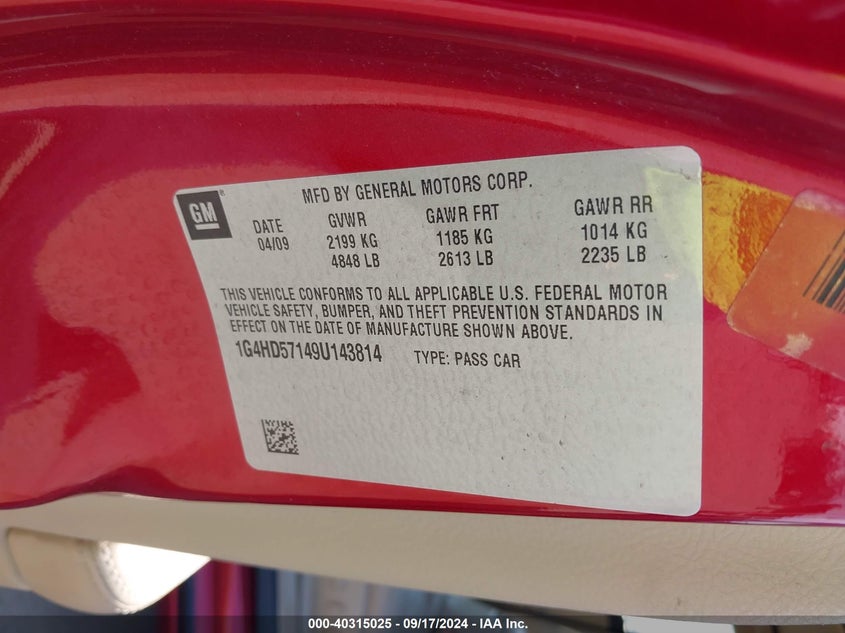 MFD BY GENERAL MOTORS CORP.
GM
DATE GVWR GAWR FRT GAWR RR
04/09 2199 KG 1185 KG 1014 KG
4848 LB 2613 LB 2235 LB
THIS VEHICLE CONFORMS TO ALL APPLICABLE U.S. FEDERAL MOTOR
VEHICLE SAFETY, BUMPER, AND THEFT PREVENTION STANDARDS IN
EFFECT ON THE DATE OF MANUFACTURE SHOWN ABOVE.
1G4HD57149U143814 TYPE: PASS CAR
000-40315025 - 09/17/2024 - IAA Inc.